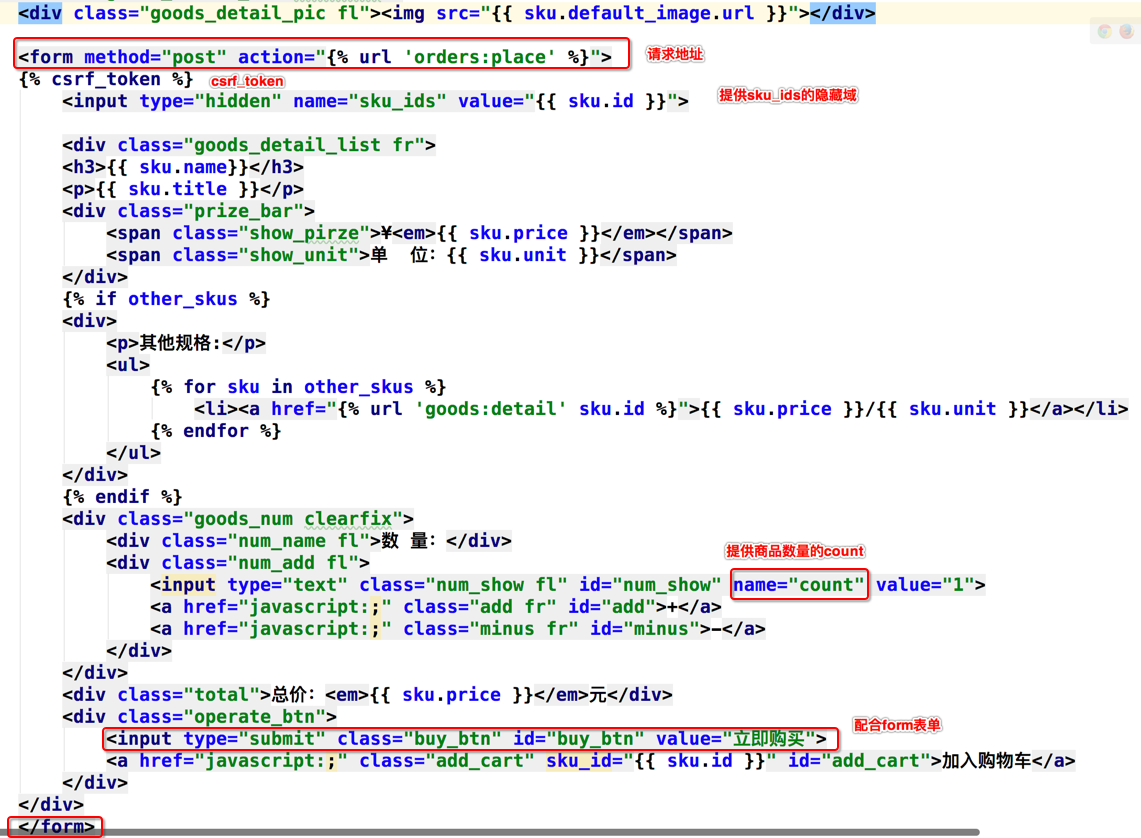 <div class="goods_detail_pic fl"><img src="{{ sku.default_image.url }}"></div>
<form method="post" action="{% url 'orders:place' %}"> 请求地址
{% csrf_token %} csrf_token
<input type="hidden" name="sku_ids" value="{{ sku.id }}"> 提供sku_ids的隐藏域
<div class="goods_detail_list fr">
<h3>{{ sku.name}}</h3>
<p>{{ sku.title }}</p>
<div class="prize_bar">
<span class="show_pirze">¥<em>{{ sku.price }}</em></span>
<span class="show_unit">单  位：{{ sku.unit }}</span>
</div>
{% if other_skus %}
<div>
<p>其他规格:</p>
<ul>
{% for sku in other_skus %}
<li><a href="{% url 'goods:detail' sku.id %}">{{ sku.price }}/{{ sku.unit }}</a></li>
{% endfor %}
</ul>
</div>
{% endif %}
<div class="goods_num clearfix">
<div class="num_name fl">数 量：</div>
<div class="num_add fl">
提供商品数量的count
<input type="text" class="num_show fl" id="num_show" name="count" value="1">
<a href="javascript:;" class="add fr" id="add">+</a>
<a href="javascript:;" class="minus fr" id="minus">-</a>
</div>
</div>
<div class="total">总价：<em>{{ sku.price }}</em>元</div>
<div class="operate_btn">
配合form表单
<input type="submit" class="buy_btn" id="buy_btn" value="立即购买">
<a href="javascript:;" class="add_cart" sku_id="{{ sku.id }}" id="add_cart">加入购物车</a>
</div>
</div>
</form>